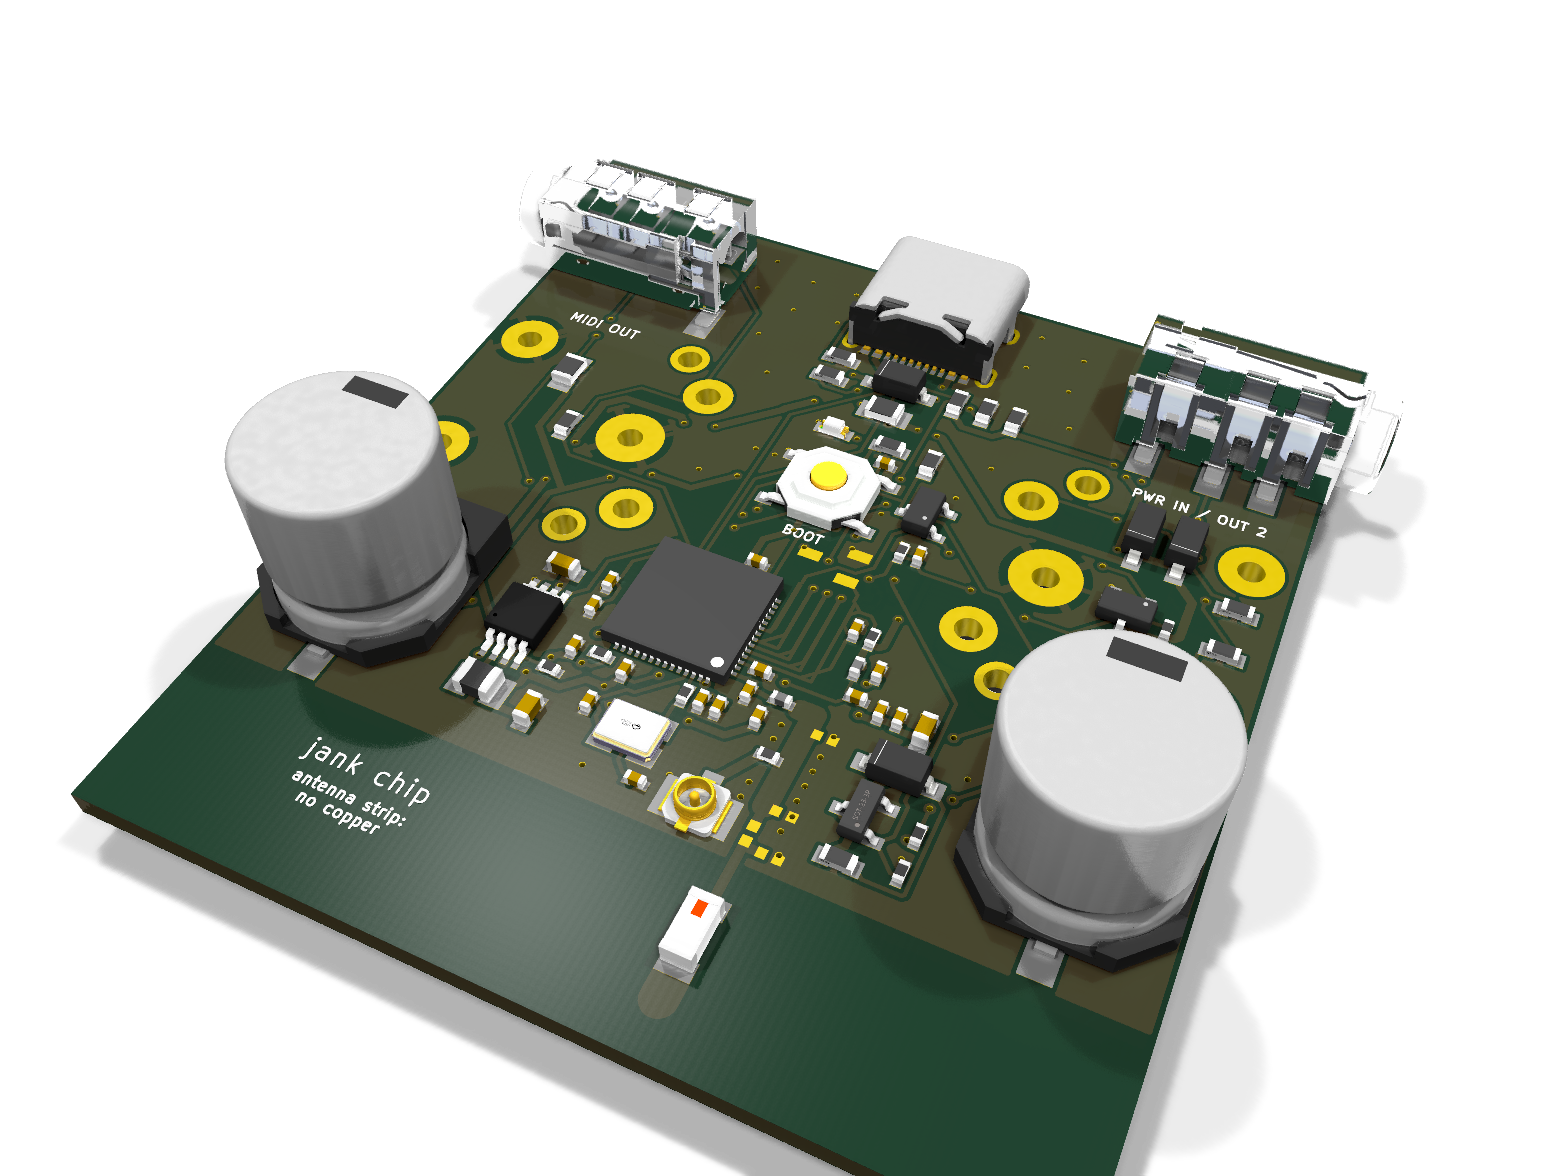 MIDI OUT
PWR IN / OUT 2
BOOT
jank chip
antenna strip:
no copper